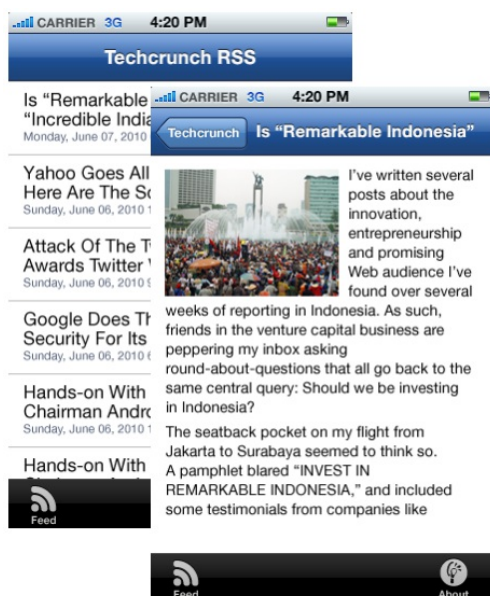 CARRIER 3G 4:20 PM
Techcrunch RSS
Is “Remarkable
“Incredible India
Monday, June 07, 2010
Yahoo Goes All
Here Are The
Sunday, June 06, 2010
Attack Of The
Awards Twitter
Sunday, June 06, 2010
Google Does
Security For Its
Sunday, June 06, 2010
Hands-on With
Chairman
Sunday, June 06, 2010
Hands-on With
Feed
CARRIER 3G 4:20 PM
Techcrunch
Is “Remarkable Indonesia”
I’ve written several
posts about the
innovation,
entrepreneurship
and promising
Web audience I’ve
found over several
weeks of reporting in Indonesia. As such,
friends in the venture capital business are
peppering my inbox asking
round-about-questions that all go back to the
same central query: Should we be investing
in Indonesia?
The seatback pocket on my flight from
Jakarta to Surabaya seemed to think so.
A pamphlet blared “INVEST IN
REMARKABLE INDONESIA,” and included
some testimonials from companies like
Feed
About